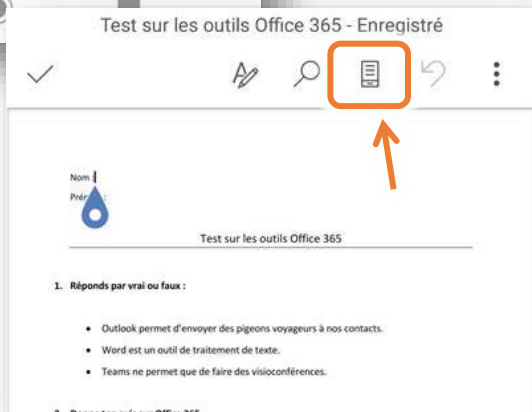 Test sur les outils Office 365 - Enregistré
Nom :
Test sur les outils Office 365
1. Réponds par vrai ou faux :
• Outlook permet d'envoyer des pigeons voyageurs à nos contacts.
• Word est un outil de traitement de texte.
• Teams ne permet que de faire des visioconférences.